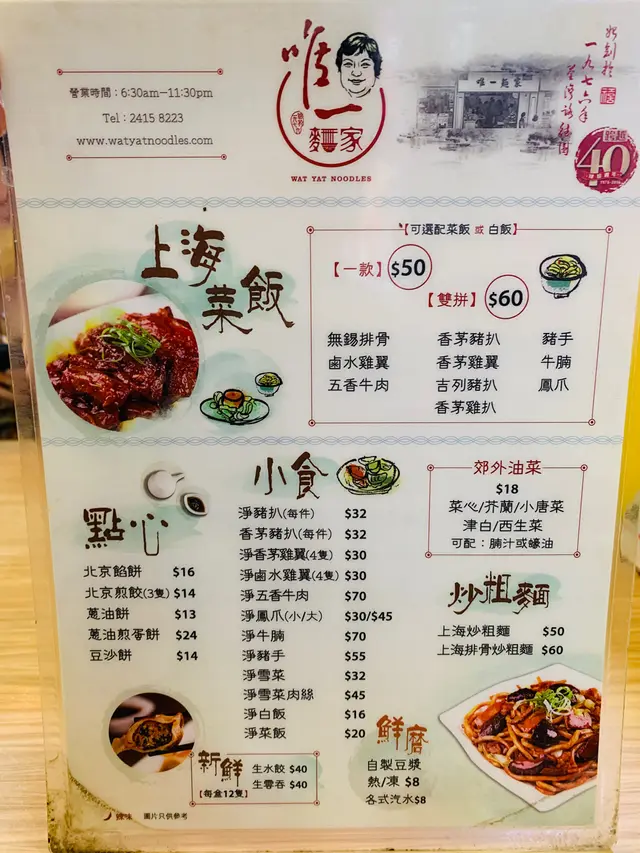 營業時間：6:30am—11:30pm
Tel：2415 8223
www.watyatnoodles.com
唯一
麵家
WAT YAT NOODLES
唯一麵家
始創於
一九七六年
跨越
40
上海
菜飯
【可選配菜飯 或 白飯】
【一款】 $50
【雙拼】 $60
無錫排骨 香茅豬扒 豬手
鹵水雞翼 香茅雞翼 牛腩
五香牛肉 吉列豬扒 鳳爪
香茅雞扒
點心
北京餡餅 $16
北京煎餃(3隻) $14
蔥油餅 $13
蔥油煎蛋餅 $24
豆沙餅 $14
小食
淨豬扒(每件) $32
香茅豬扒(每件) $32
淨香茅雞翼(4隻) $30
淨鹵水雞翼(4隻) $30
淨五香牛肉 $70
淨鳳爪(小/大) $30/$45
淨牛腩 $70
淨豬手 $55
淨雪菜 $32
淨雪菜肉絲 $45
淨白飯 $16
淨菜飯 $20
郊外油菜
$18
菜心/芥蘭/小唐菜
津白/西生菜
可配：腩汁或蠔油
炒粗麵
上海炒粗麵 $50
上海排骨炒粗麵 $60
新鮮
【每盒12隻】
生水餃 $40
生雲吞 $40
鮮磨
自製豆漿
熱/凍 $8
各式汽水$8
辣味 圖片只供參考